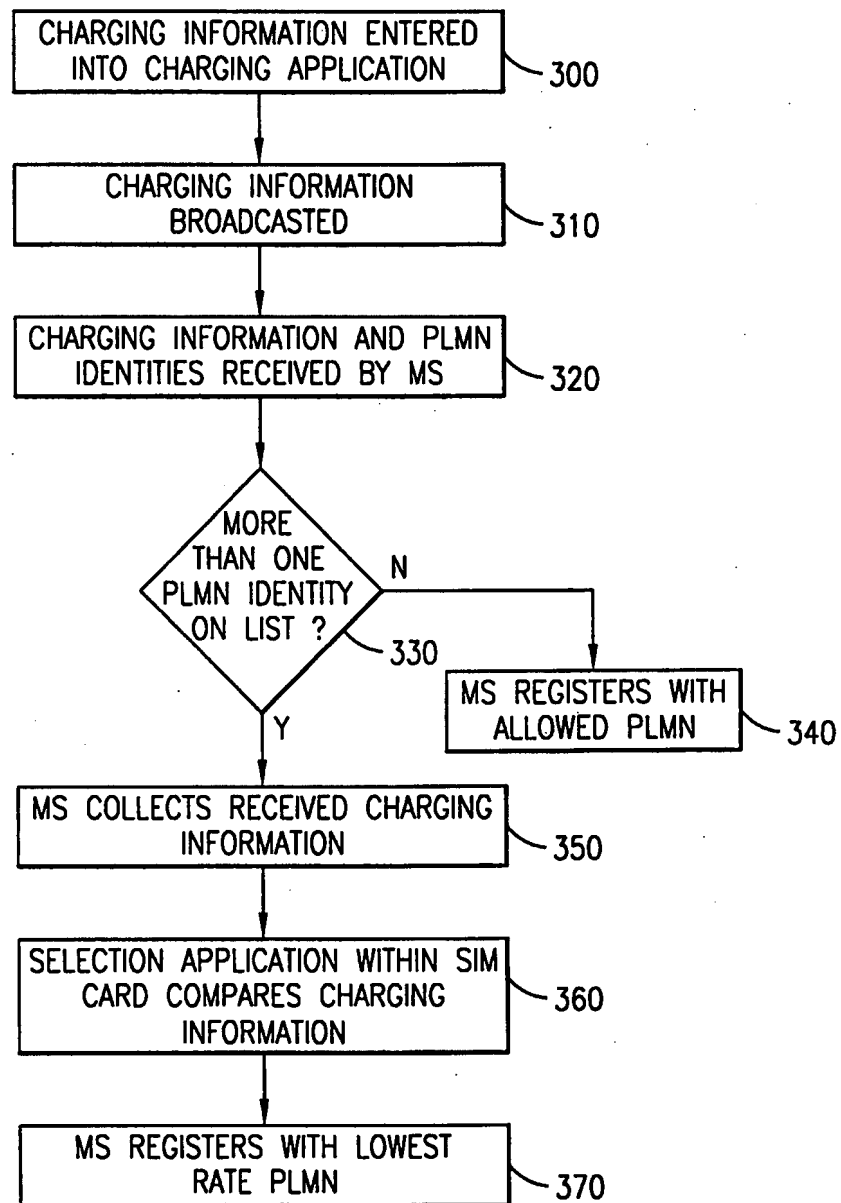 CHARGING INFORMATION ENTERED
INTO CHARGING APPLICATION
300
CHARGING INFORMATION
BROADCASTED
310
CHARGING INFORMATION AND PLMN
IDENTITIES RECEIVED BY MS
320
MORE
THAN ONE
PLMN IDENTITY
ON LIST ?
330
N
MS REGISTERS WITH
ALLOWED PLMN
340
Y
MS COLLECTS RECEIVED CHARGING
INFORMATION
350
SELECTION APPLICATION WITHIN SIM
CARD COMPARES CHARGING
INFORMATION
360
MS REGISTERS WITH LOWEST
RATE PLMN
370